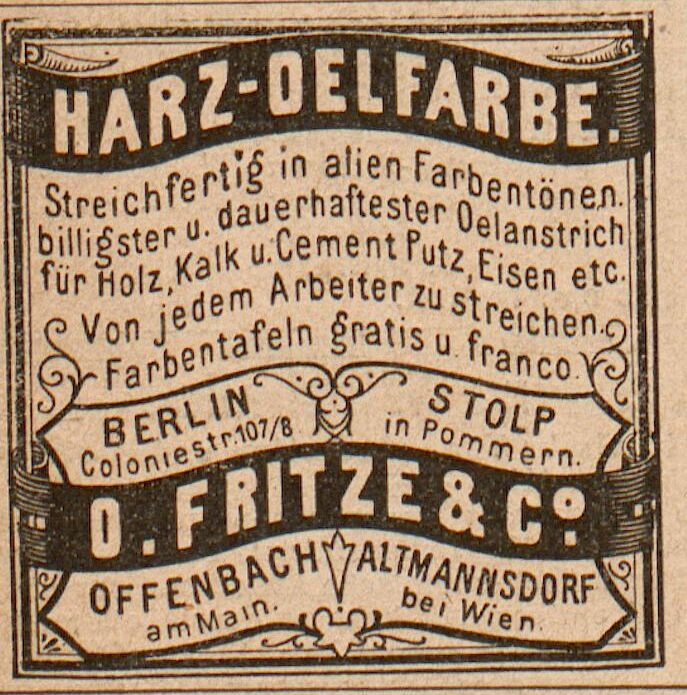 HARZ-OELFARBE.
Streichfertig in allen Farbentönen.
billigster u. dauerhaftester Oelanstrich
für Holz, Kalk u. Cement Putz, Eisen etc.
Von jedem Arbeiter zu streichen.
Farbentafeln gratis u. franco.
BERLIN
Coloniestr. 107/8
STOLP
in Pommern.
O. FRITZE & Co.
OFFENBACH
am Main.
ALTMANNSDORF
bei Wien.